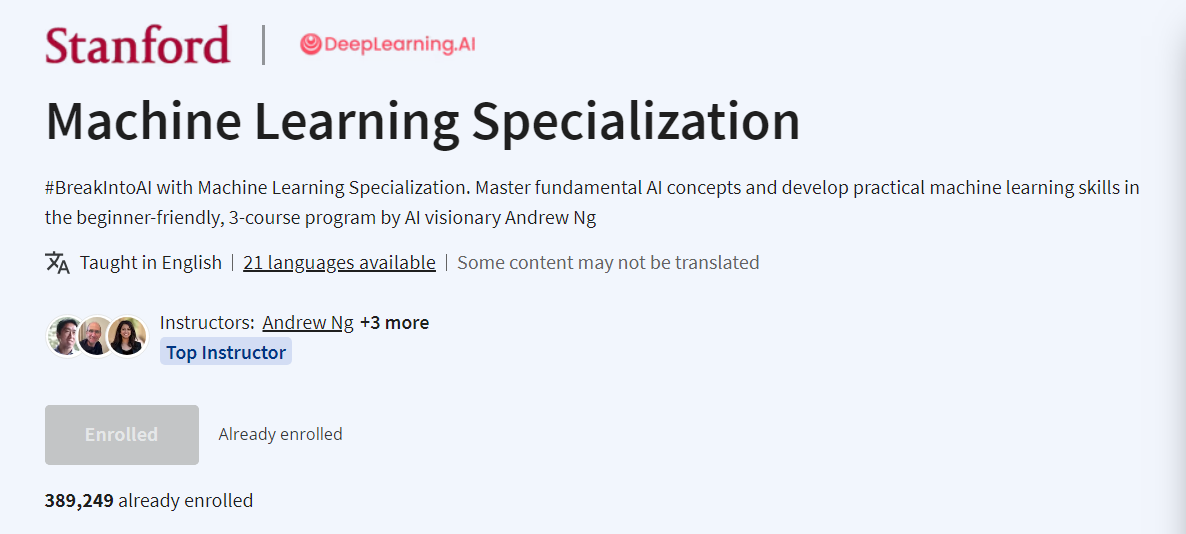 Stanford
DeepLearning.AI
Machine Learning Specialization
#BreakIntoAI with Machine Learning Specialization. Master fundamental AI concepts and develop practical machine learning skills in
the beginner-friendly, 3-course program by AI visionary Andrew Ng
Taught in English | 21 languages available | Some content may not be translated
Instructors: Andrew Ng +3 more
Top Instructor
Enrolled Already enrolled
389,249 already enrolled